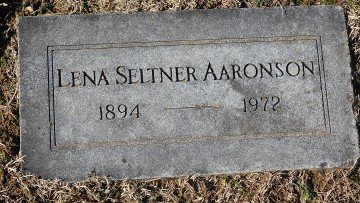 LENA SELTNER AARONSON
1894 — 1972